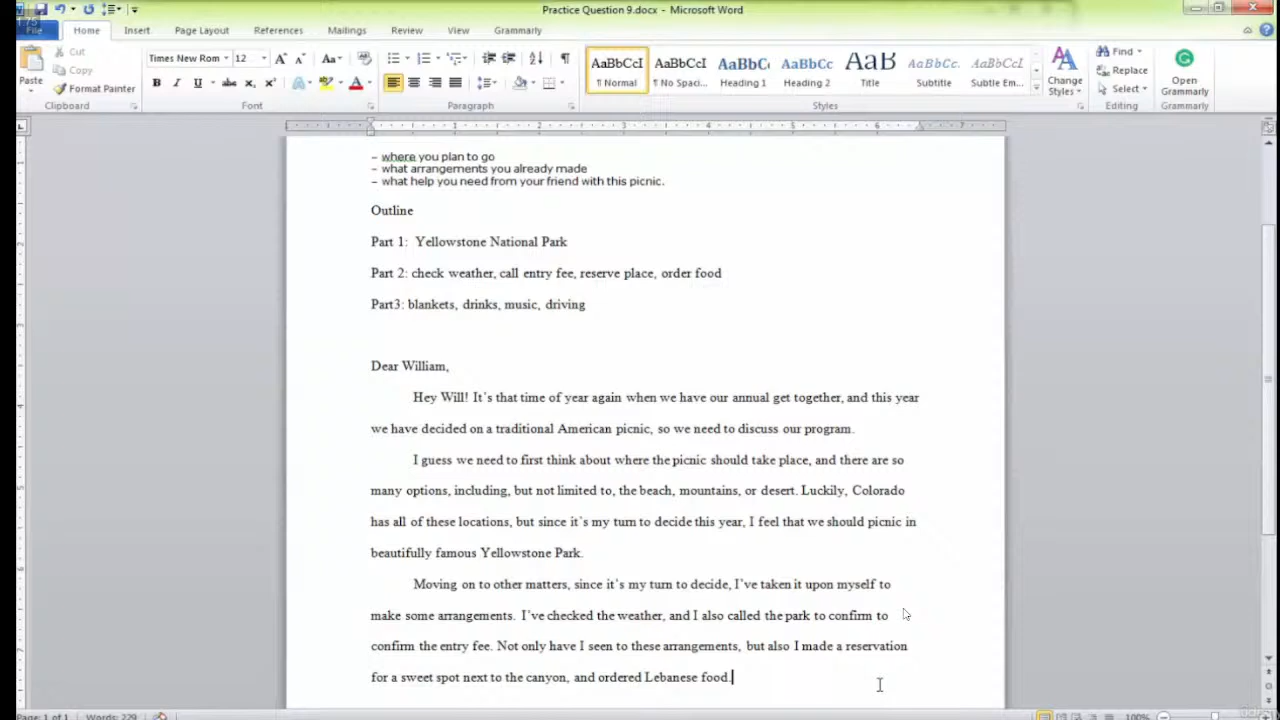 Practice Question 9.docx - Microsoft Word
File Home Insert Page Layout References Mailings Review View Grammarly
Paste
Cut
Copy
Format Painter
Clipboard
Times New Rom 12
Font
Paragraph
AaBbCcI AaBbCcI AaBbC AaBbCc AaB AaBbCc. AaBbCcI
¶ Normal ¶ No Spaci... Heading 1 Heading 2 Title Subtitle Subtle Em...
Styles
Change Styles
Find
Replace
Select
Editing
Open Grammarly
Grammarly
- where you plan to go
- what arrangements you already made
- what help you need from your friend with this picnic.
Outline
Part 1: Yellowstone National Park
Part 2: check weather, call entry fee, reserve place, order food
Part3: blankets, drinks, music, driving
Dear William,
Hey Will! It's that time of year again when we have our annual get together, and this year
we have decided on a traditional American picnic, so we need to discuss our program.
I guess we need to first think about where the picnic should take place, and there are so
many options, including, but not limited to, the beach, mountains, or desert. Luckily, Colorado
has all of these locations, but since it's my turn to decide this year, I feel that we should picnic in
beautifully famous Yellowstone Park.
Moving on to other matters, since it's my turn to decide, I've taken it upon myself to
make some arrangements. I've checked the weather, and I also called the park to confirm to
confirm the entry fee. Not only have I seen to these arrangements, but also I made a reservation
for a sweet spot next to the canyon, and ordered Lebanese food.
Page: 1 of 1 Words: 229 100%